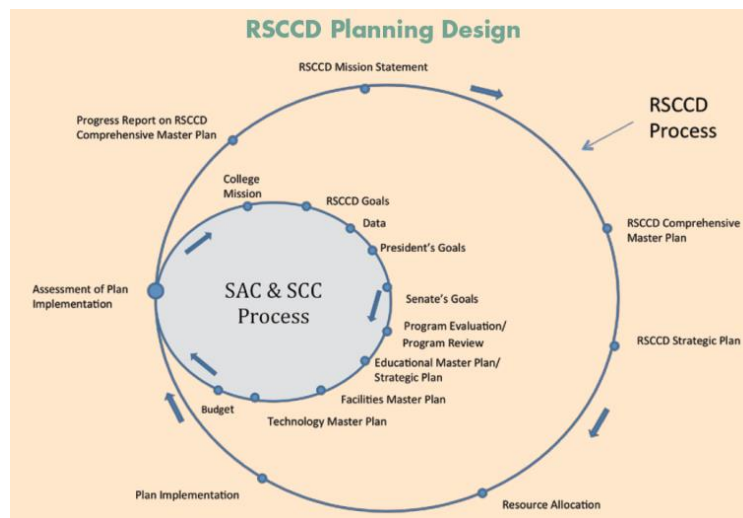 RSCCD Planning Design
RSCCD Mission Statement
RSCCD
Process
Progress Report on RSCCD
Comprehensive Master Plan
College
Mission
RSCCD Goals
Data
RSCCD Comprehensive
Master Plan
President's Goals
Assessment of Plan
Implementation
SAC & SCC
Process
Senate's Goals
Program Evaluation/
Program Review
RSCCD Strategic Plan
Educational Master Plan/
Strategic Plan
Facilities Master Plan
Budget
Technology Master Plan
Plan Implementation
Resource Allocation